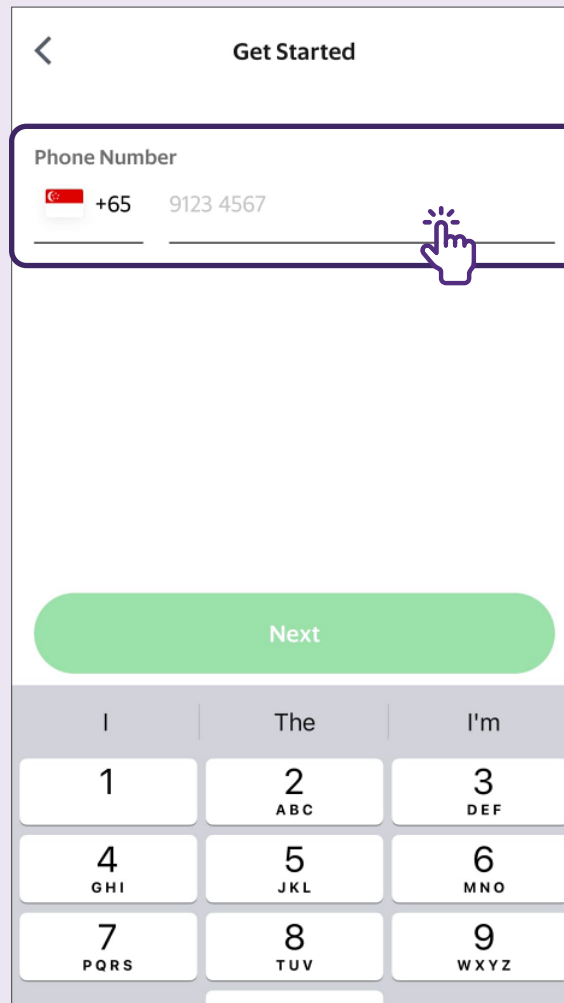 Get Started
Phone Number
+65 9123 4567
Next
I The I'm
1 2 3
ABC DEF
4 5 6
GHI JKL MNO
7 8 9
PQRS TUV WXYZ